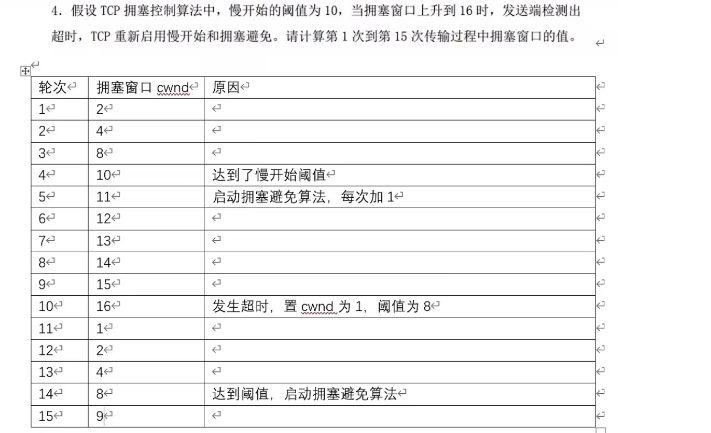 4. 假设 TCP 拥塞控制算法中，慢开始的阈值为 10，当拥塞窗口上升到 16 时，发送端检测出
超时，TCP 重新启用慢开始和拥塞避免。请计算第 1 次到第 15 次传输过程中拥塞窗口的值。
轮次 拥塞窗口 cwnd 原因
1 2
2 4
3 8
4 10 达到了慢开始阈值
5 11 启动拥塞避免算法，每次加 1
6 12
7 13
8 14
9 15
10 16 发生超时，置 cwnd 为 1，阈值为 8
11 1
12 2
13 4
14 8 达到阈值，启动拥塞避免算法
15 9